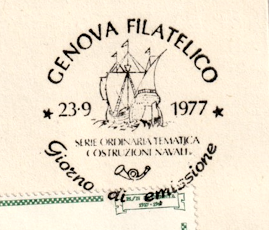 GENOVA FILATELICO
23·9 1977
SERIE ORDINARIA TEMATICA
COSTRUZIONI NAVALI
Giorno di emissione